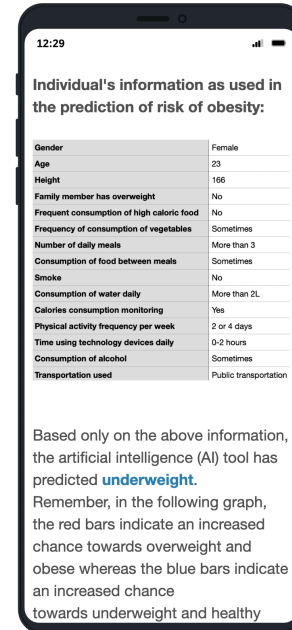 12:29
Individual's information as used in
the prediction of risk of obesity:
Gender Female
Age 23
Height 166
Family member has overweight No
Frequent consumption of high caloric food No
Frequency of consumption of vegetables Sometimes
Number of daily meals More than 3
Consumption of food between meals Sometimes
Smoke No
Consumption of water daily More than 2L
Calories consumption monitoring Yes
Physical activity frequency per week 2 or 4 days
Time using technology devices daily 0-2 hours
Consumption of alcohol Sometimes
Transportation used Public transportation
Based only on the above information,
the artificial intelligence (AI) tool has
predicted underweight.
Remember, in the following graph,
the red bars indicate an increased
chance towards overweight and
obese whereas the blue bars indicate
an increased chance
towards underweight and healthy